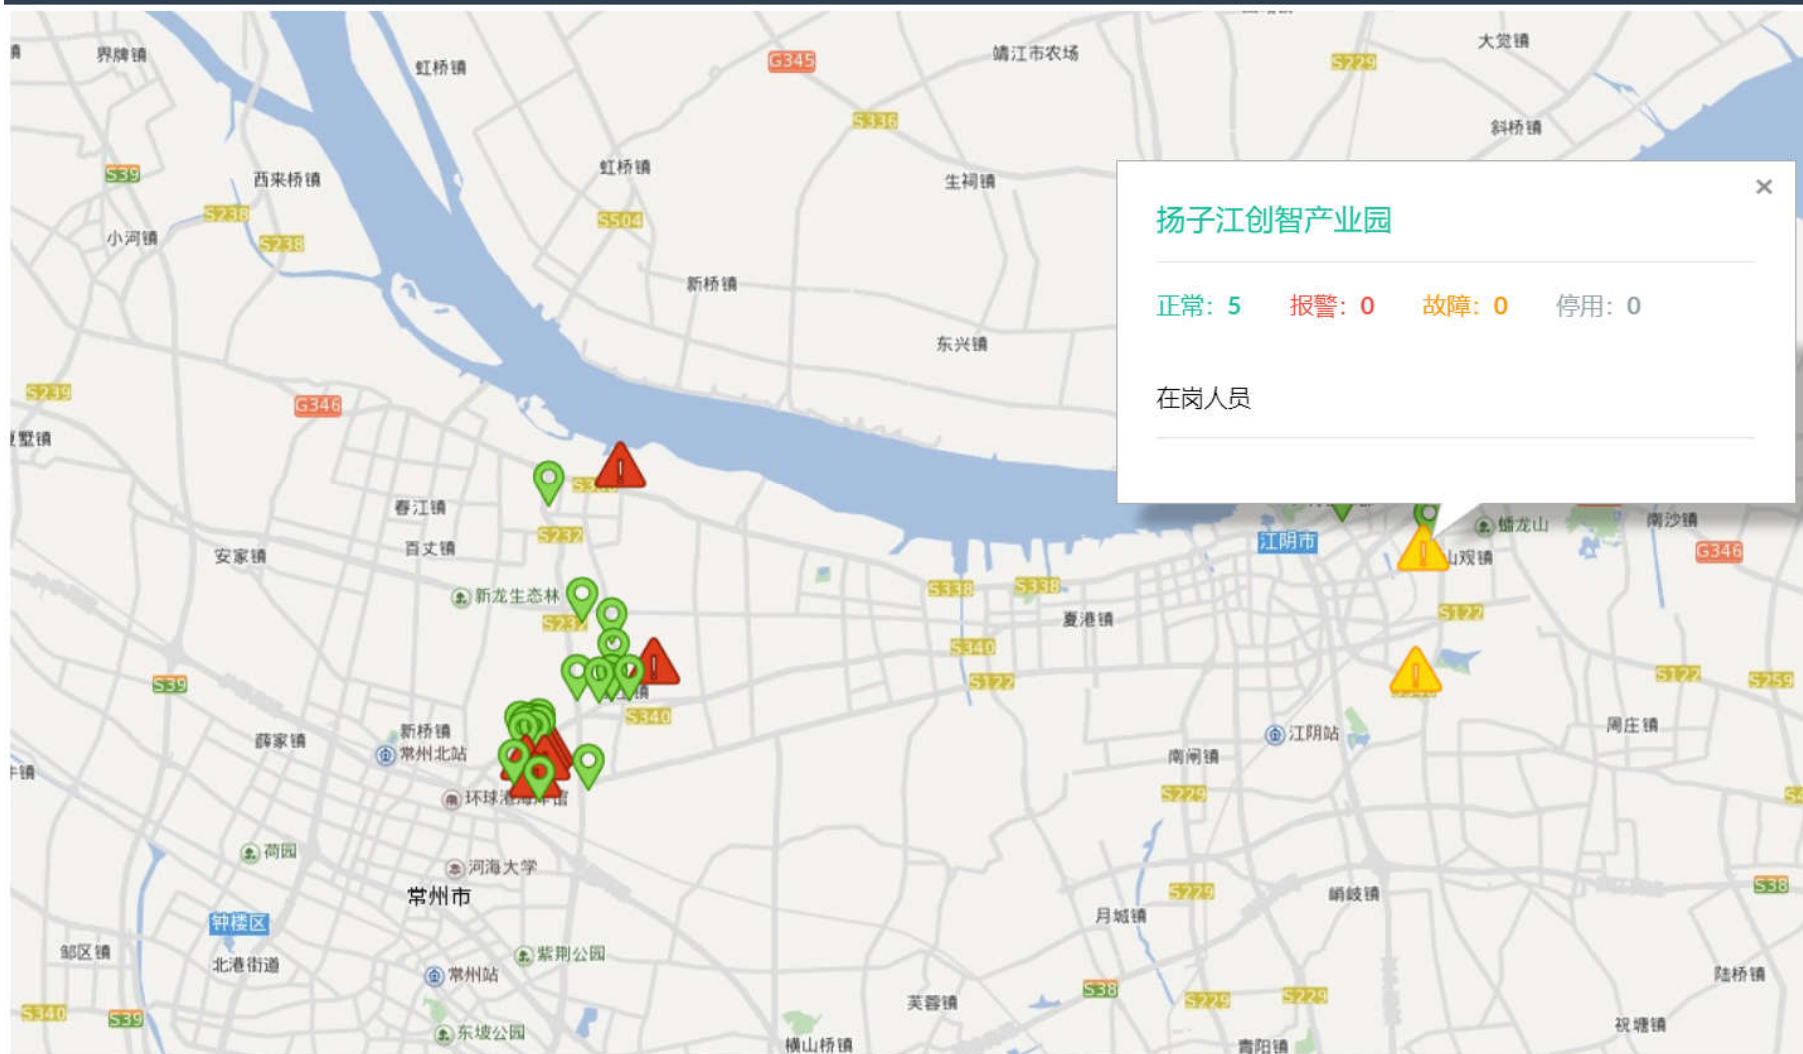 界牌镇
虹桥镇
G345
靖江市农场
S229
大觉镇
S336
斜桥镇
S39
西来桥镇
虹桥镇
生祠镇
S238
S504
小河镇
S238
新桥镇
东兴镇
扬子江创智产业园
正常：5 报警：0 故障：0 停用：0
在岗人员
S239
G346
春江镇
S232
百丈镇
安家镇
新龙生态林
S232
江阴市
蟠龙山
南沙镇
G346
山观镇
S338
S338
夏港镇
S122
S340
S122
S122
S259
S39
S340
薛家镇
新桥镇
常州北站
江阴站
周庄镇
南闸镇
S229
荷园
河海大学
常州市
钟楼区
S229
月城镇
峭岐镇
S38
邹区镇
北港街道
紫荆公园
常州站
S38
S229
S229
芙蓉镇
陆桥镇
S340
S39
东坡公园
横山桥镇
青阳镇
祝塘镇